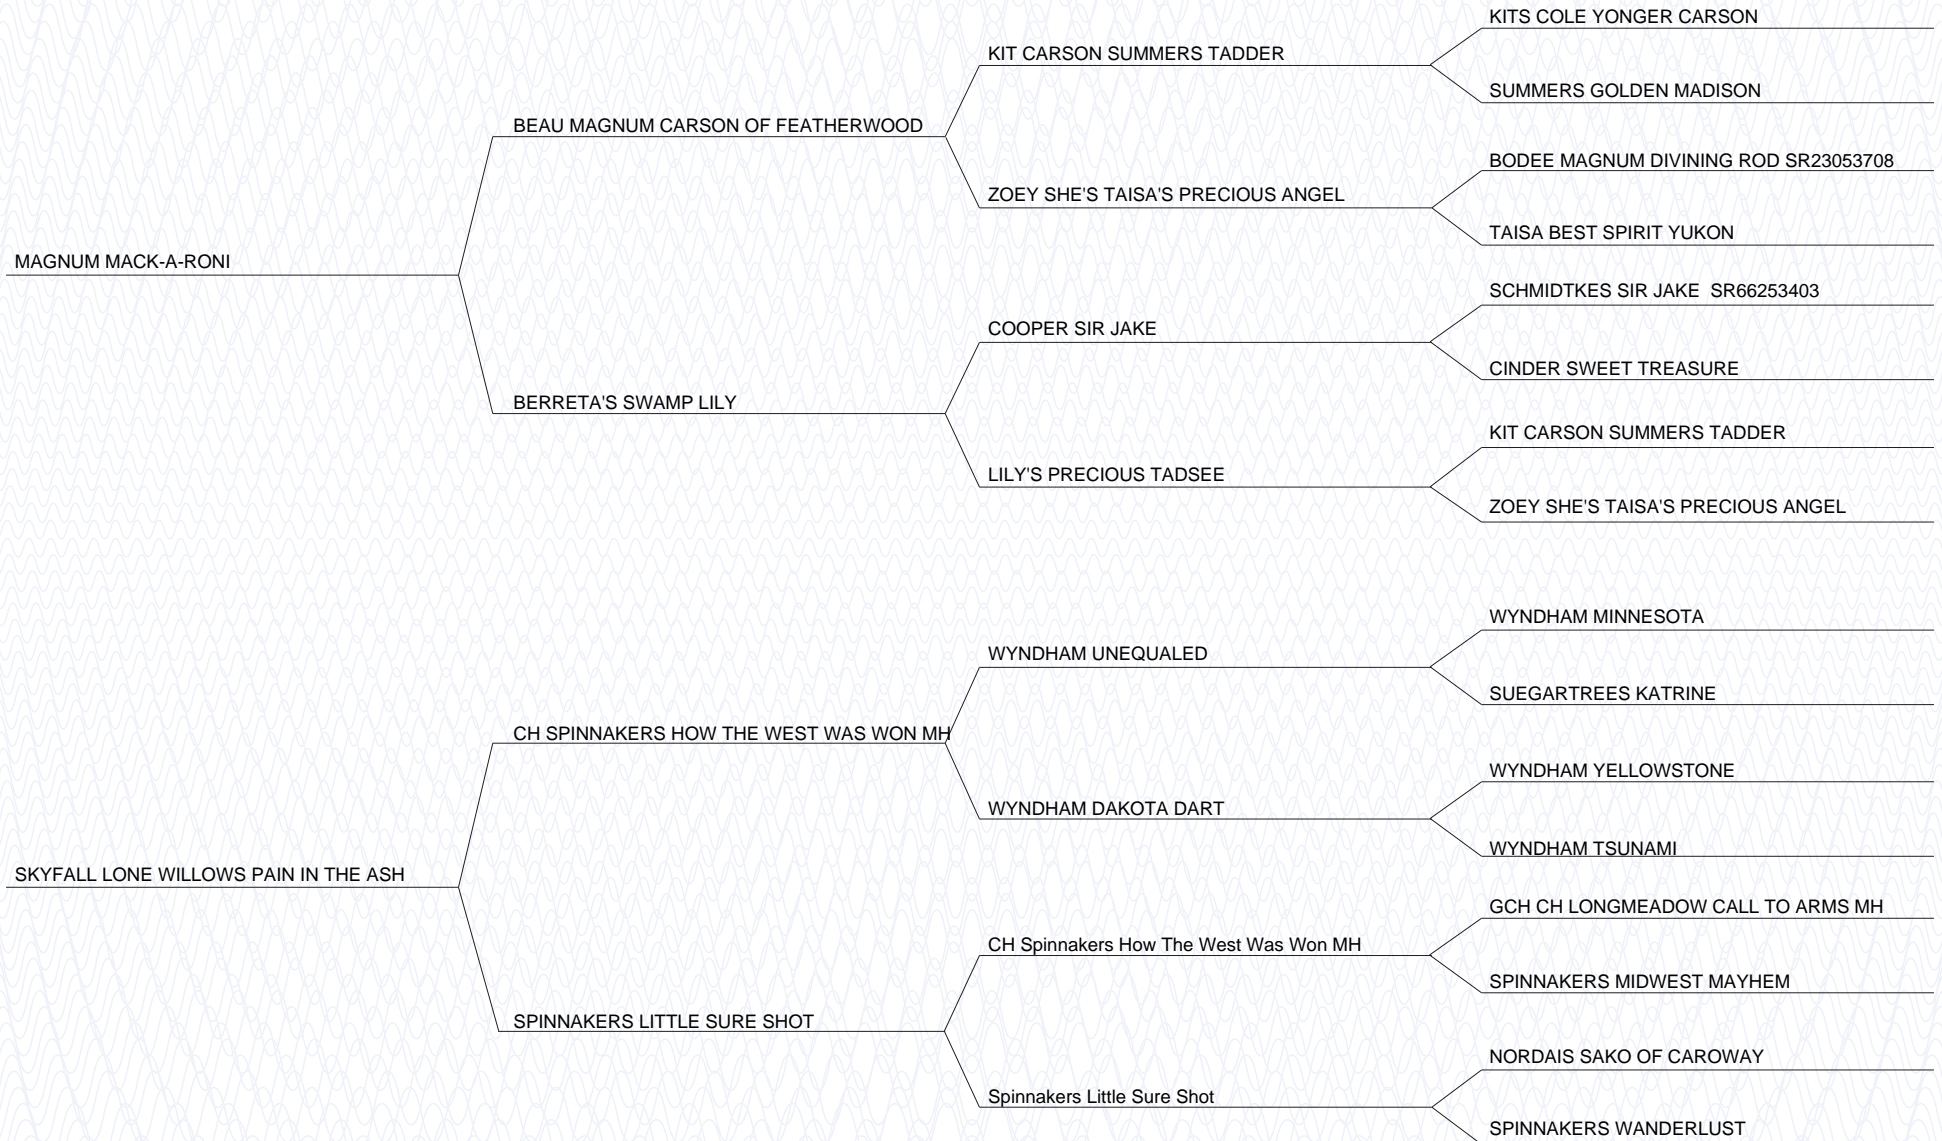 KITS COLE YONGER CARSON
KIT CARSON SUMMERS TADDER
SUMMERS GOLDEN MADISON
BEAU MAGNUM CARSON OF FEATHERWOOD
BODEE MAGNUM DIVINING ROD SR23053708
ZOEY SHE'S TAISA'S PRECIOUS ANGEL
TAISA BEST SPIRIT YUKON
MAGNUM MACK-A-RONI
SCHMIDTKES SIR JAKE  SR66253403
COOPER SIR JAKE
CINDER SWEET TREASURE
BERRETA'S SWAMP LILY
KIT CARSON SUMMERS TADDER
LILY'S PRECIOUS TADSEE
ZOEY SHE'S TAISA'S PRECIOUS ANGEL
WYNDHAM MINNESOTA
WYNDHAM UNEQUALED
SUEGARTREES KATRINE
CH SPINNAKERS HOW THE WEST WAS WON MH
WYNDHAM YELLOWSTONE
WYNDHAM DAKOTA DART
WYNDHAM TSUNAMI
SKYFALL LONE WILLOWS PAIN IN THE ASH
GCH CH LONGMEADOW CALL TO ARMS MH
CH Spinnakers How The West Was Won MH
SPINNAKERS MIDWEST MAYHEM
SPINNAKERS LITTLE SURE SHOT
NORDAIS SAKO OF CAROWAY
Spinnakers Little Sure Shot
SPINNAKERS WANDERLUST